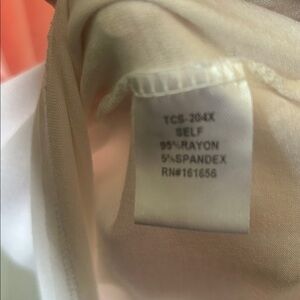 TCS-204X
SELF
95%RAYON
5%SPANDEX
RN#161656